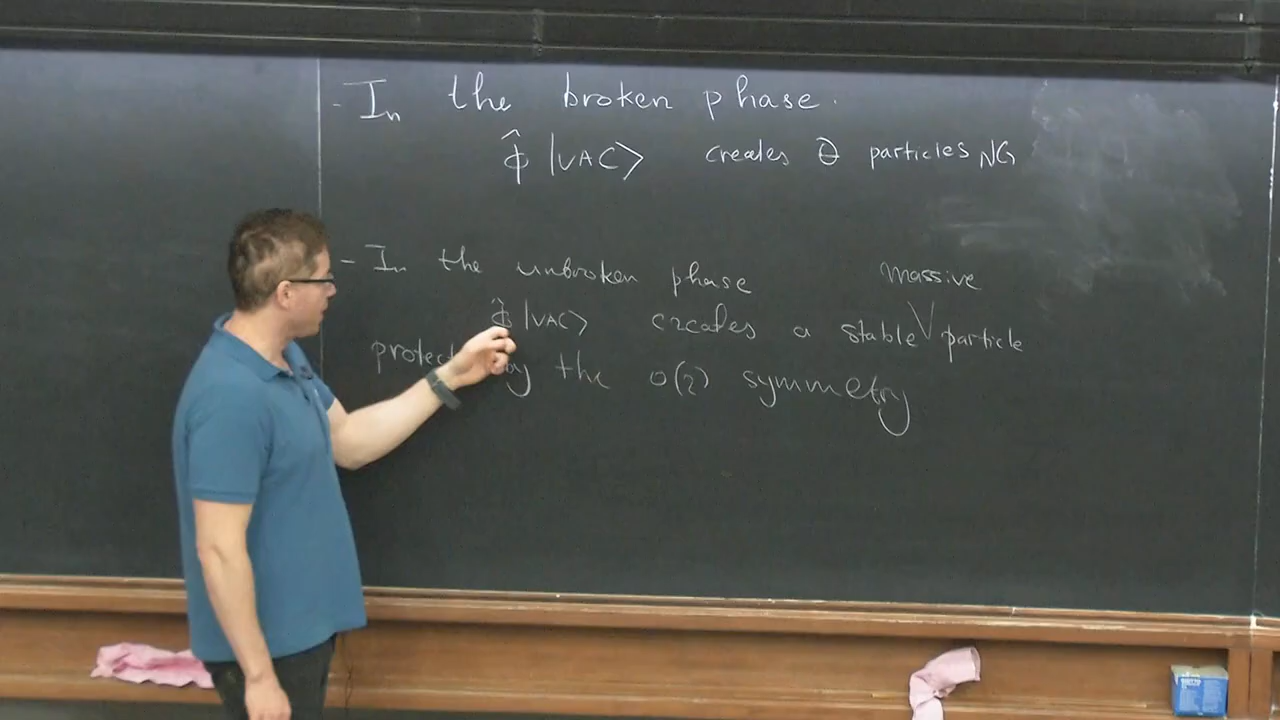 - In the broken phase.
Φ̂ |VAC> creates θ particles NG
- In the unbroken phase
massive
Φ̂ |VAC> creates a stable V particle
the O(2) symmetry